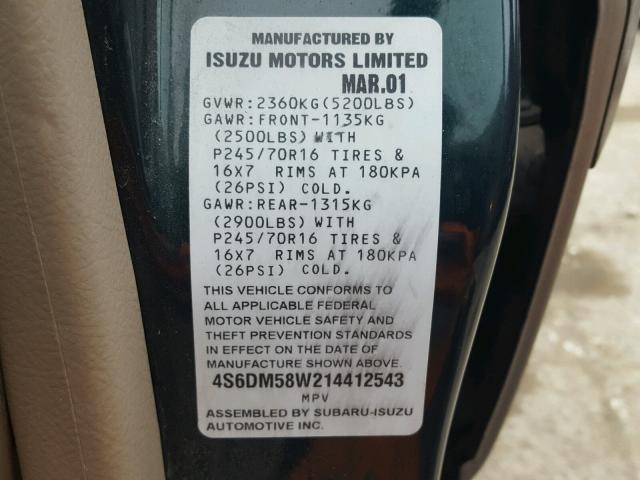 MANUFACTURED BY
ISUZU MOTORS LIMITED
MAR.01
GVWR:2360KG(5200LBS)
GAWR:FRONT-1135KG
(2500LBS)WITH
P245/70R16 TIRES &
16X7 RIMS AT 180KPA
(26PSI) COLD.
GAWR:REAR-1315KG
(2900LBS)WITH
P245/70R16 TIRES &
16X7 RIMS AT 180KPA
(26PSI) COLD.
THIS VEHICLE CONFORMS TO
ALL APPLICABLE FEDERAL
MOTOR VEHICLE SAFETY AND
THEFT PREVENTION STANDARDS
IN EFFECT ON THE DATE OF
MANUFACTURE SHOWN ABOVE.
4S6DM58W214412543
MPV
ASSEMBLED BY SUBARU-ISUZU
AUTOMOTIVE INC.